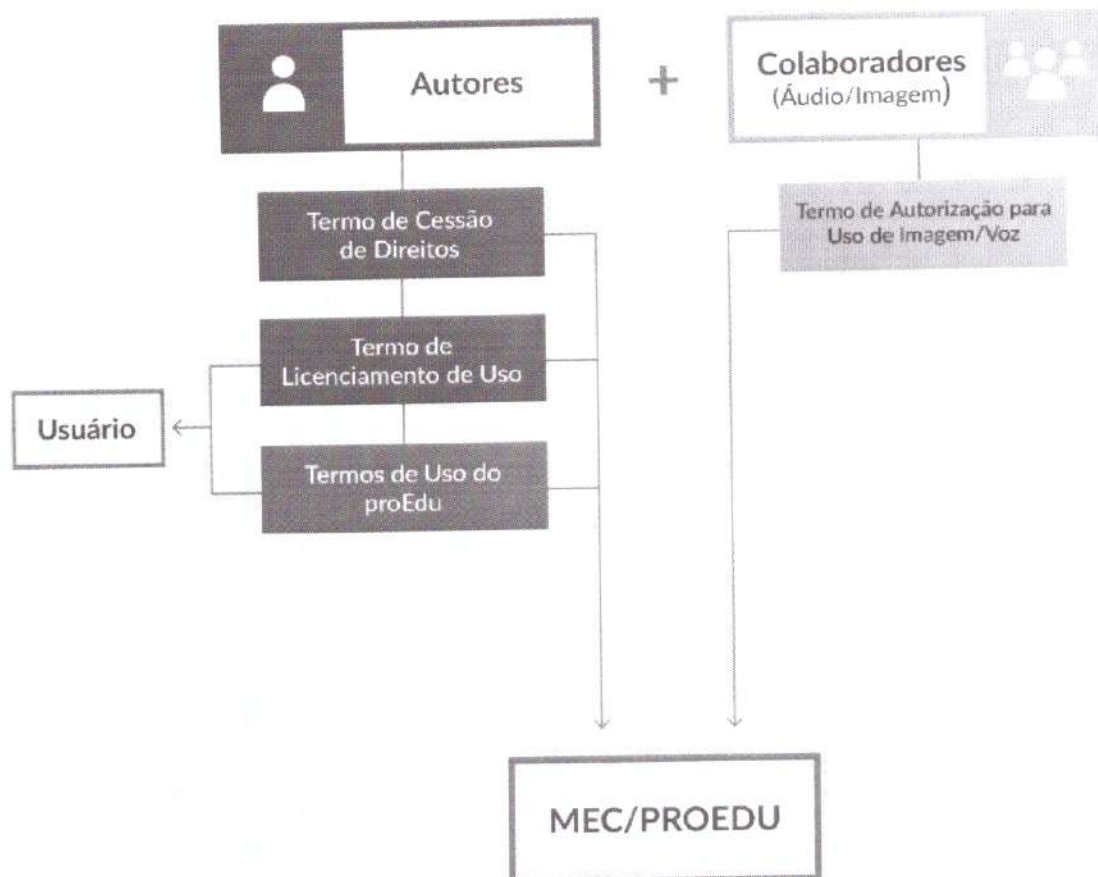 Autores
+
Colaboradores
(Áudio/Imagem)
Termo de Cessão
de Direitos
Termo de Autorização para
Uso de Imagem/Voz
Termo de
Licenciamento de Uso
Usuário
Termos de Uso do
proEdu
MEC/PROEDU